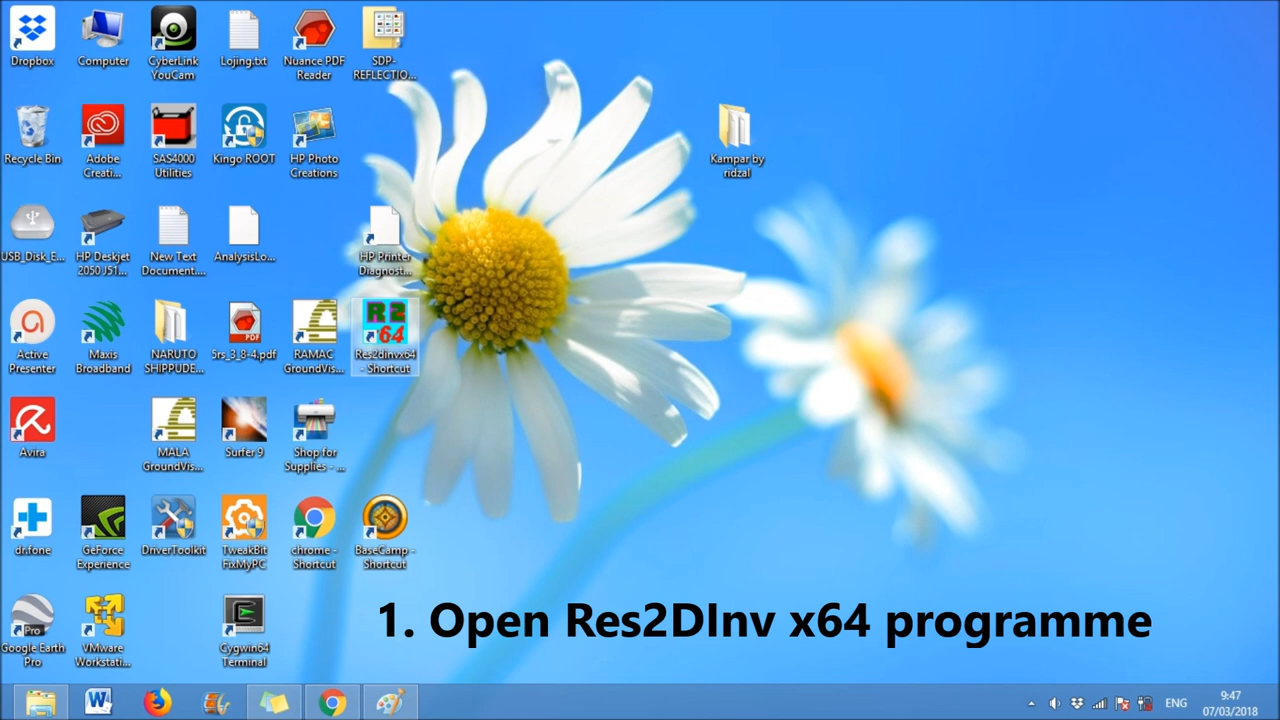 Dropbox
Computer
CyberLink
YouCam
Lojing.txt
Nuance PDF
Reader
SDP-
REFLECTIO...
Recycle Bin
Adobe
Creati...
SAS4000
Utilities
Kingo ROOT
HP Photo
Creations
Kampar by
ridzal
USB_Disk_E...
HP Deskjet
2050 J51...
New Text
Document....
AnalysisLo...
HP Printer
Diagnost...
Active
Presenter
Maxis
Broadband
NARUTO
SHIPPUDE...
PDF
5rs_3_8-4.pdf
RAMAC
GroundVis...
R2
64
Res2dinvx64
- Shortcut
Avira
MALA
GroundVis...
Surfer 9
Shop for
Supplies - ...
dr.fone
GeForce
Experience
DriverToolkit
TweakBit
FixMyPC
chrome -
Shortcut
BaseCamp -
Shortcut
Pro
Google Earth
Pro
VMware
Workstati...
Cygwin64
Terminal
1. Open Res2DInv x64 programme
W
ENG
9:47
07/03/2018